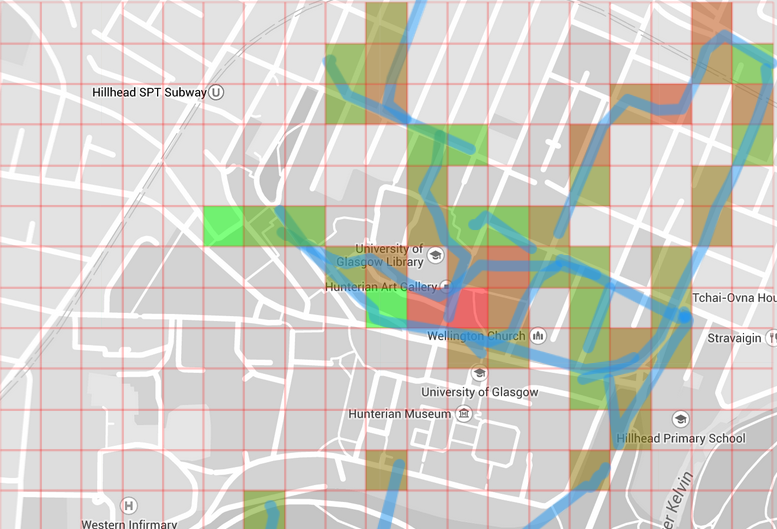 Hillhead SPT Subway
U
University of
Glasgow Library
Hunterian Art Gallery
Tchai-Ovna Hou
Wellington Church
Stravaigin
University of Glasgow
Hunterian Museum
Hillhead Primary School
er Kelvin
H
Western Infirmary